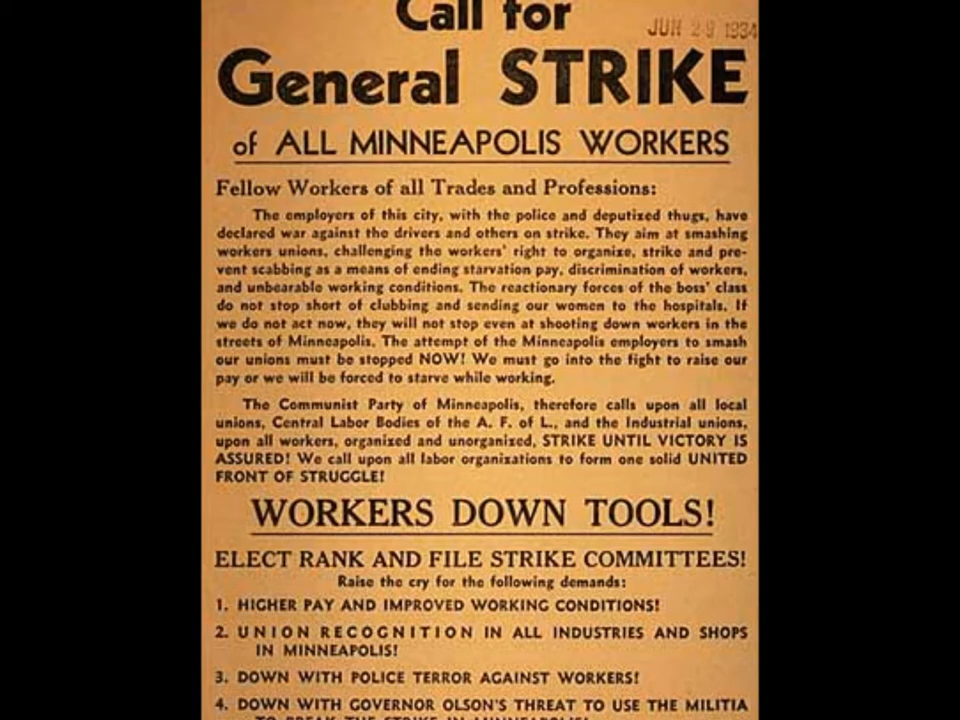 Call for
JUN 29 1934
General STRIKE
of ALL MINNEAPOLIS WORKERS
Fellow Workers of all Trades and Professions:
The employers of this city, with the police and deputized thugs, have
declared war against the drivers and others on strike. They aim at smashing
workers unions, challenging the workers' right to organize, strike and pre-
vent scabbing as a means of ending starvation pay, discrimination of workers,
and unbearable working conditions. The reactionary forces of the boss' class
do not stop short of clubbing and sending our women to the hospitals. If
we do not act now, they will not stop even at shooting down workers in the
streets of Minneapolis. The attempt of the Minneapolis employers to smash
our unions must be stopped NOW! We must go into the fight to raise our
pay or we will be forced to starve while working.
The Communist Party of Minneapolis, therefore calls upon all local
unions, Central Labor Bodies of the A. F. of L., and the Industrial unions,
upon all workers, organized and unorganized, STRIKE UNTIL VICTORY IS
ASSURED! We call upon all labor organizations to form one solid UNITED
FRONT OF STRUGGLE!
WORKERS DOWN TOOLS!
ELECT RANK AND FILE STRIKE COMMITTEES!
Raise the cry for the following demands:
1. HIGHER PAY AND IMPROVED WORKING CONDITIONS!
2. UNION RECOGNITION IN ALL INDUSTRIES AND SHOPS
IN MINNEAPOLIS!
3. DOWN WITH POLICE TERROR AGAINST WORKERS!
4. DOWN WITH GOVERNOR OLSON'S THREAT TO USE THE MILITIA
TO BREAK THE STRIKE IN MINNEAPOLIS!